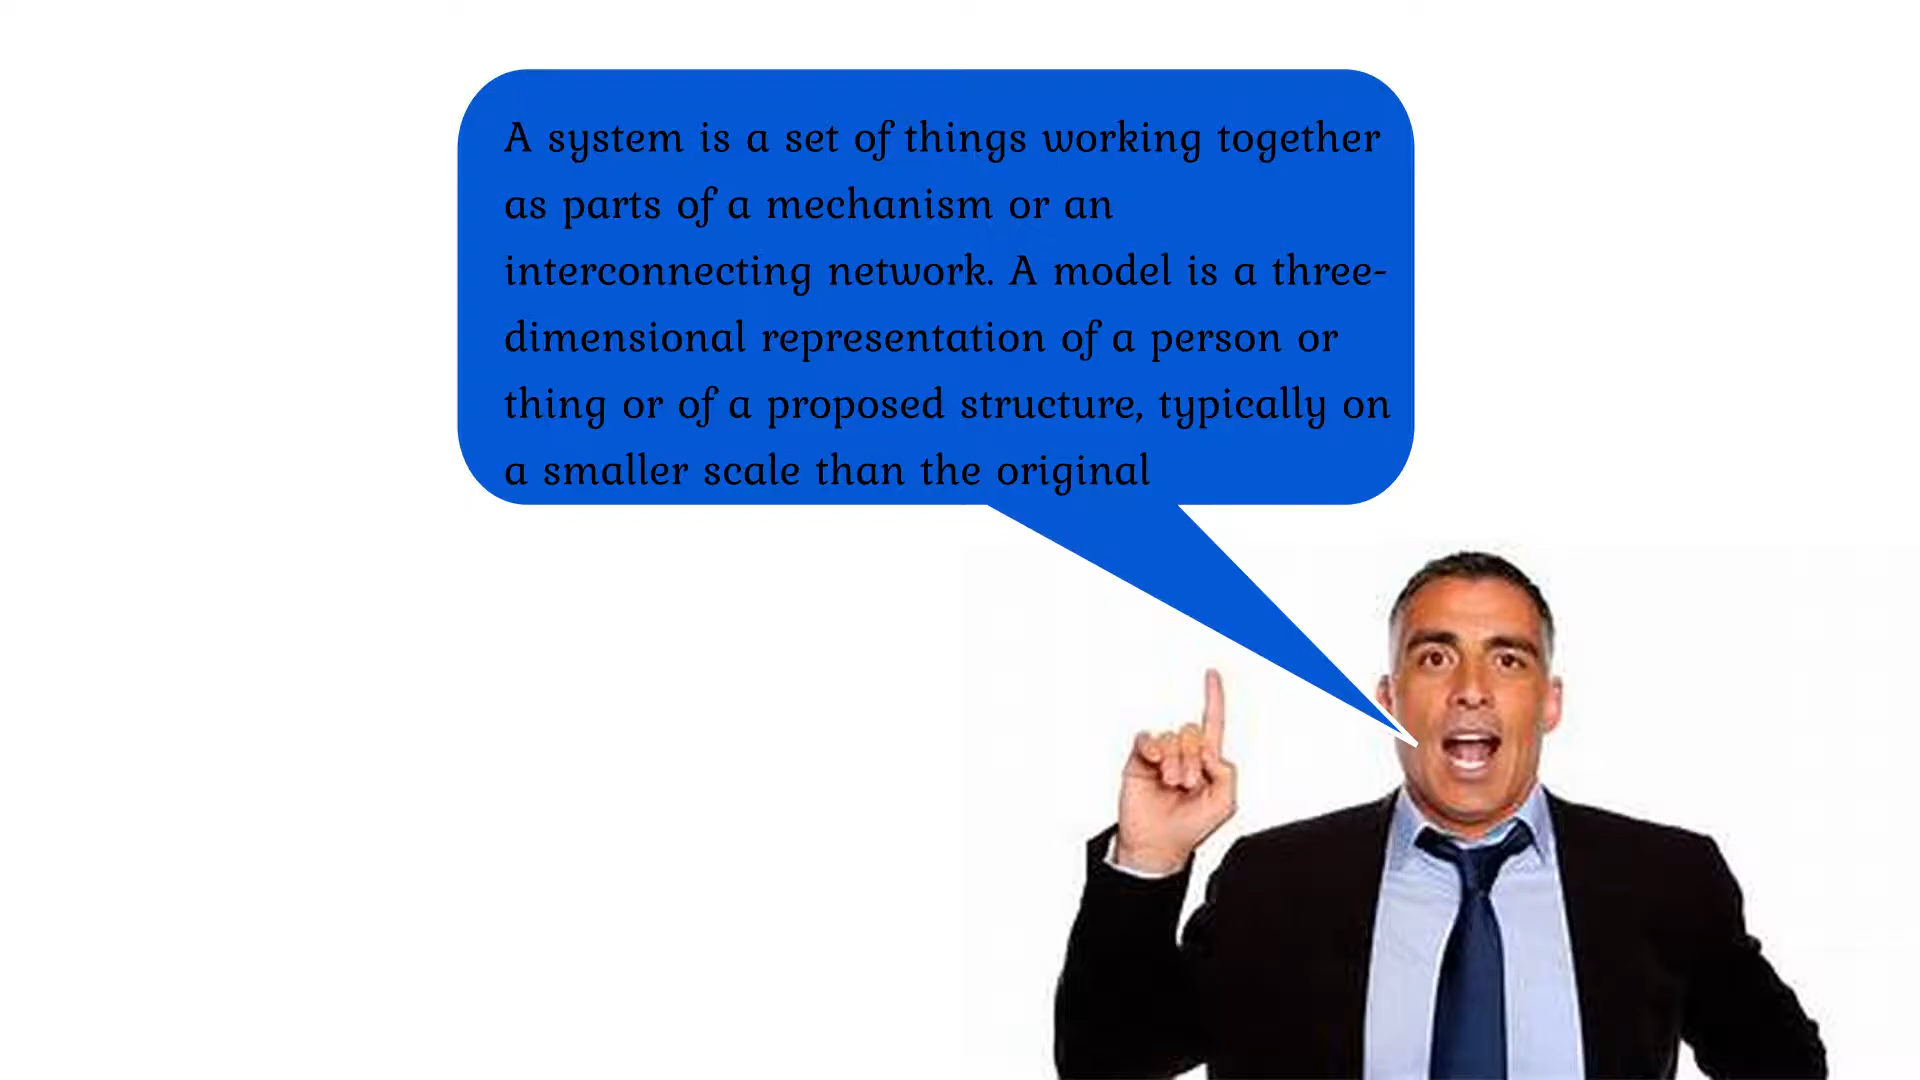 A system is a set of things working together
as parts of a mechanism or an
interconnecting network. A model is a three-
dimensional representation of a person or
thing or of a proposed structure, typically on
a smaller scale than the original